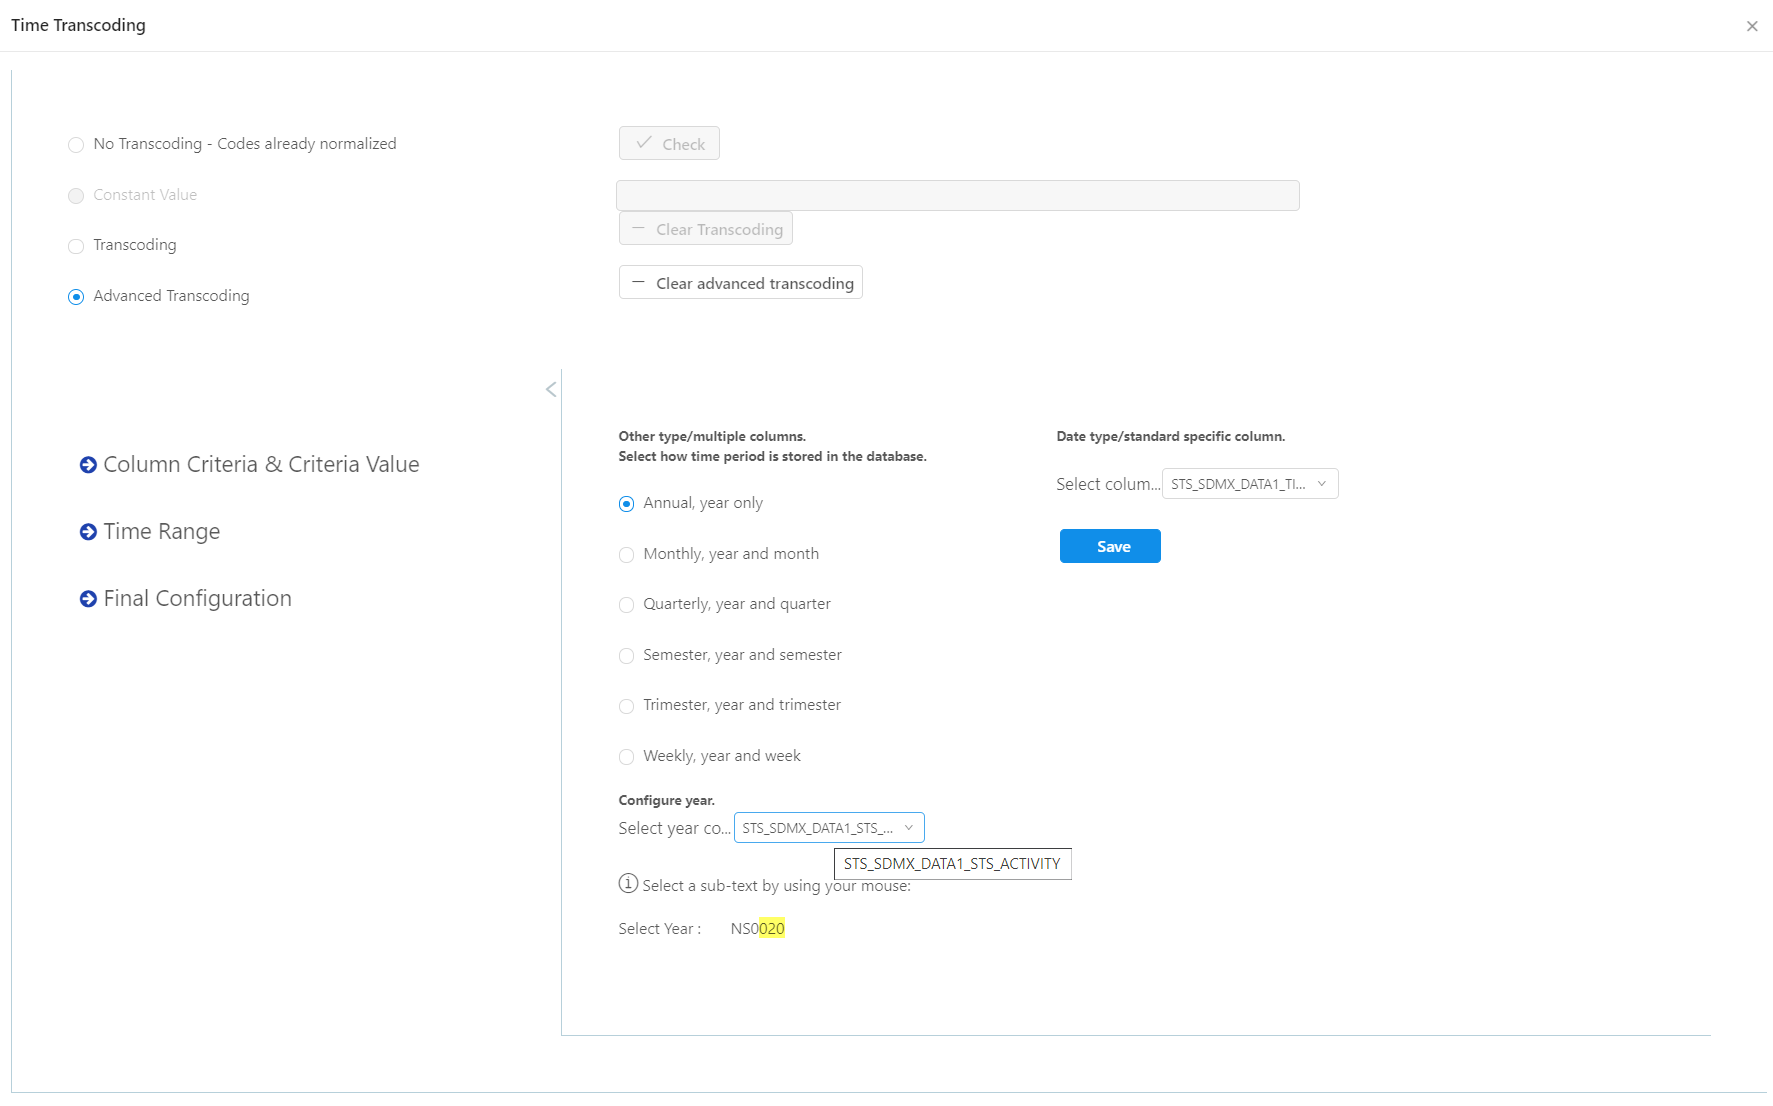 Time Transcoding
No Transcoding - Codes already normalized
Check
Constant Value
Clear Transcoding
Transcoding
Advanced Transcoding
Clear advanced transcoding
Column Criteria & Criteria Value
Time Range
Final Configuration
Other type/multiple columns.
Select how time period is stored in the database.
Annual, year only
Monthly, year and month
Quarterly, year and quarter
Semester, year and semester
Trimester, year and trimester
Weekly, year and week
Configure year.
Select year co... STS_SDMX_DATA1_STS_...
STS_SDMX_DATA1_STS_ACTIVITY
Select a sub-text by using your mouse:
Select Year : NS0020
Date type/standard specific column.
Select colum... STS_SDMX_DATA1_TI...
Save